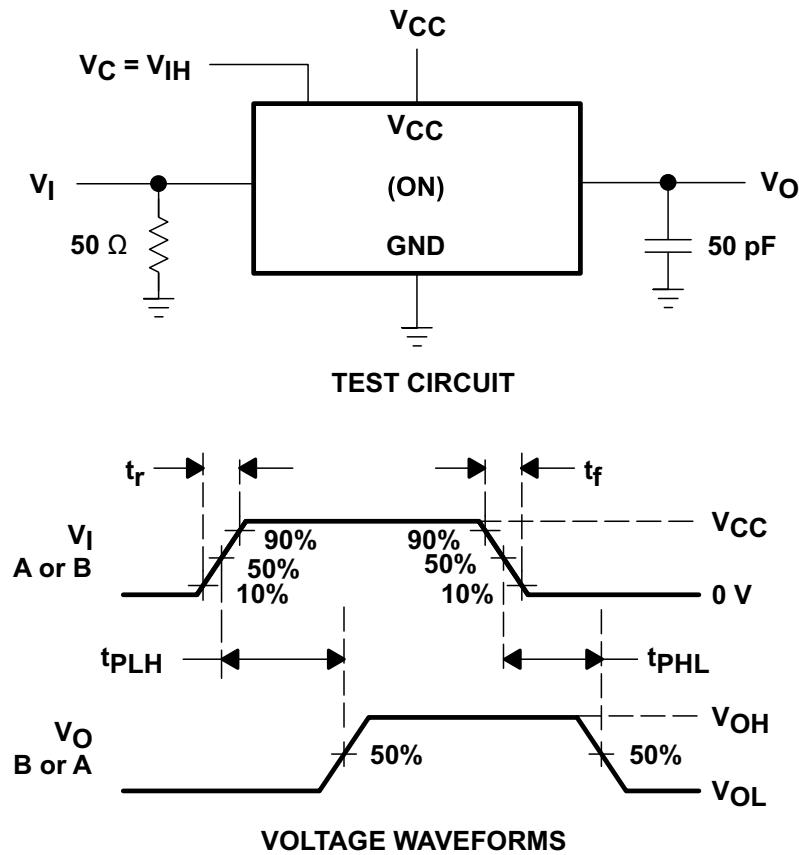 VCC
VC = VIH
VCC
VI
(ON)
VO
50 Ω
GND
50 pF
TEST CIRCUIT
tr
tf
VI
A or B
90%
90%
VCC
50%
50%
10%
10%
0 V
tPLH
tPHL
VO
B or A
50%
50%
VOH
VOL
VOLTAGE WAVEFORMS